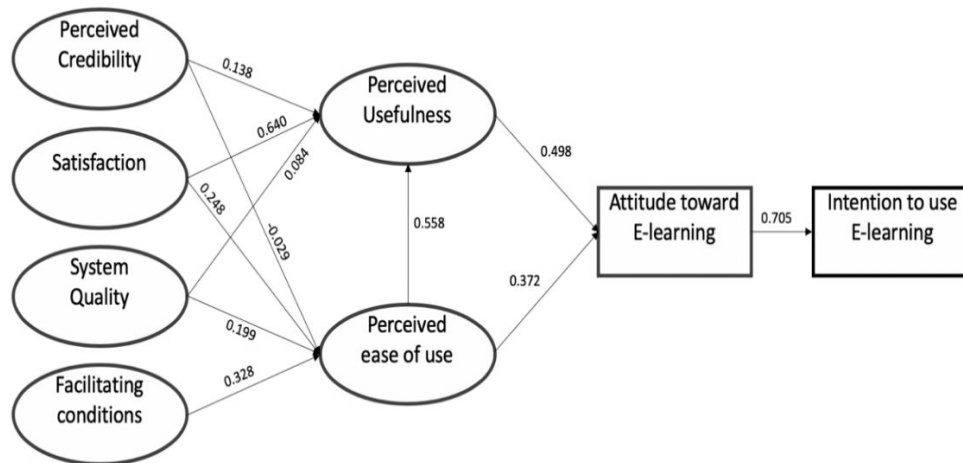 Perceived
Credibility
0.138
Perceived
Usefulness
0.640
Satisfaction
0.084
0.498
0.248
Attitude toward
E-learning
0.705
Intention to use
E-learning
-0.029
0.558
System
Quality
0.372
0.199
Perceived
ease of use
0.328
Facilitating
conditions